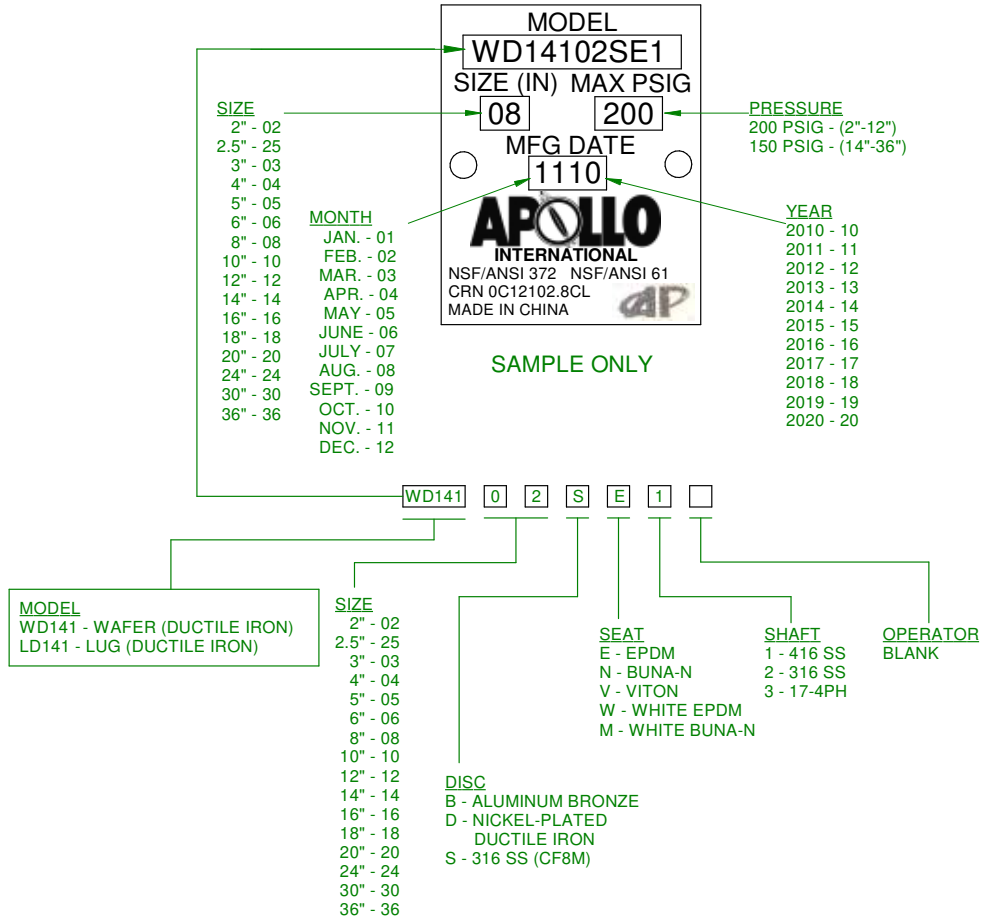 MODEL
WD14102SE1
SIZE (IN) MAX PSIG
08 200
MFG DATE
1110
APOLLO
INTERNATIONAL
NSF/ANSI 372 NSF/ANSI 61
CRN 0C12102.8CL
MADE IN CHINA
AP
SAMPLE ONLY
SIZE
2" - 02
2.5" - 25
3" - 03
4" - 04
5" - 05
6" - 06
8" - 08
10" - 10
12" - 12
14" - 14
16" - 16
18" - 18
20" - 20
24" - 24
30" - 30
36" - 36
MONTH
JAN. - 01
FEB. - 02
MAR. - 03
APR. - 04
MAY - 05
JUNE - 06
JULY - 07
AUG. - 08
SEPT. - 09
OCT. - 10
NOV. - 11
DEC. - 12
PRESSURE
200 PSIG - (2"-12")
150 PSIG - (14"-36")
YEAR
2010 - 10
2011 - 11
2012 - 12
2013 - 13
2014 - 14
2015 - 15
2016 - 16
2017 - 17
2018 - 18
2019 - 19
2020 - 20
WD141 0 2 S E 1
MODEL
WD141 - WAFER (DUCTILE IRON)
LD141 - LUG (DUCTILE IRON)
SIZE
2" - 02
2.5" - 25
3" - 03
4" - 04
5" - 05
6" - 06
8" - 08
10" - 10
12" - 12
14" - 14
16" - 16
18" - 18
20" - 20
24" - 24
30" - 30
36" - 36
DISC
B - ALUMINUM BRONZE
D - NICKEL-PLATED
DUCTILE IRON
S - 316 SS (CF8M)
SEAT
E - EPDM
N - BUNA-N
V - VITON
W - WHITE EPDM
M - WHITE BUNA-N
SHAFT
1 - 416 SS
2 - 316 SS
3 - 17-4PH
OPERATOR
BLANK